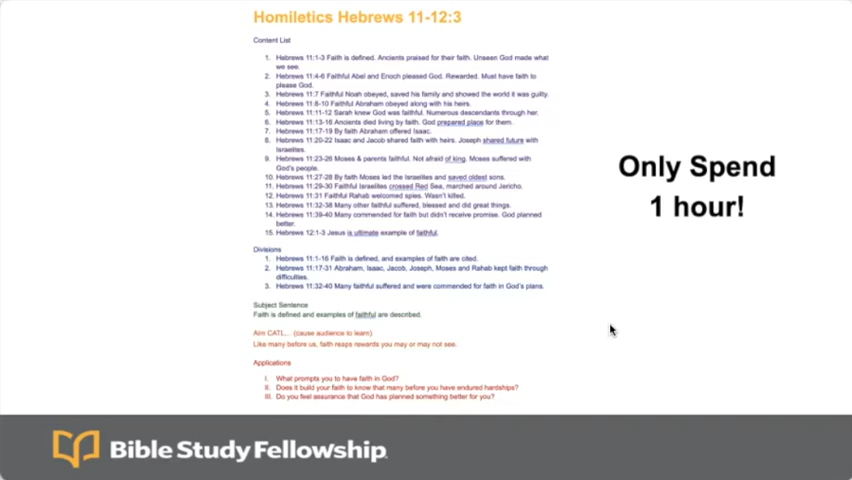 Homiletics Hebrews 11-12:3
Content List
1. Hebrews 11:1-3 Faith is defined. Ancients praised for their faith. Unseen God made what
we see.
2. Hebrews 11:4-6 Faithful Abel and Enoch pleased God. Rewarded. Must have faith to
please God.
3. Hebrews 11:7 Faithful Noah obeyed, saved his family and showed the world it was guilty.
4. Hebrews 11:8-10 Faithful Abraham obeyed along with his heirs.
5. Hebrews 11:11-12 Sarah knew God was faithful. Numerous descendants through her.
6. Hebrews 11:13-16 Ancients died living by faith. God prepared place for them.
7. Hebrews 11:17-19 By faith Abraham offered Isaac.
8. Hebrews 11:20-22 Isaac and Jacob shared faith with heirs. Joseph shared future with
Israelites.
9. Hebrews 11:23-26 Moses & parents faithful. Not afraid of king. Moses suffered with
God's people.
10. Hebrews 11:27-28 By faith Moses led the Israelites and saved oldest sons.
11. Hebrews 11:29-30 Faithful Israelites crossed Red Sea, marched around Jericho.
12. Hebrews 11:31 Faithful Rahab welcomed spies. Wasn't killed.
13. Hebrews 11:32-38 Many other faithful suffered, blessed and did great things.
14. Hebrews 11:39-40 Many commended for faith but didn't receive promise. God planned
better.
15. Hebrews 12:1-3 Jesus is ultimate example of faithful.
Divisions
1. Hebrews 11:1-16 Faith is defined, and examples of faith are cited.
2. Hebrews 11:17-31 Abraham, Isaac, Jacob, Joseph, Moses and Rahab kept faith through
difficulties.
3. Hebrews 11:32-40 Many faithful suffered and were commended for faith in God's plans.
Subject Sentence
Faith is defined and examples of faithful are described.
Aim CATL... (cause audience to learn)
Like many before us, faith reaps rewards you may or may not see.
Applications
I. What prompts you to have faith in God?
II. Does it build your faith to know that many before you have endured hardships?
III. Do you feel assurance that God has planned something better for you?
Only Spend
1 hour!
Bible Study Fellowship